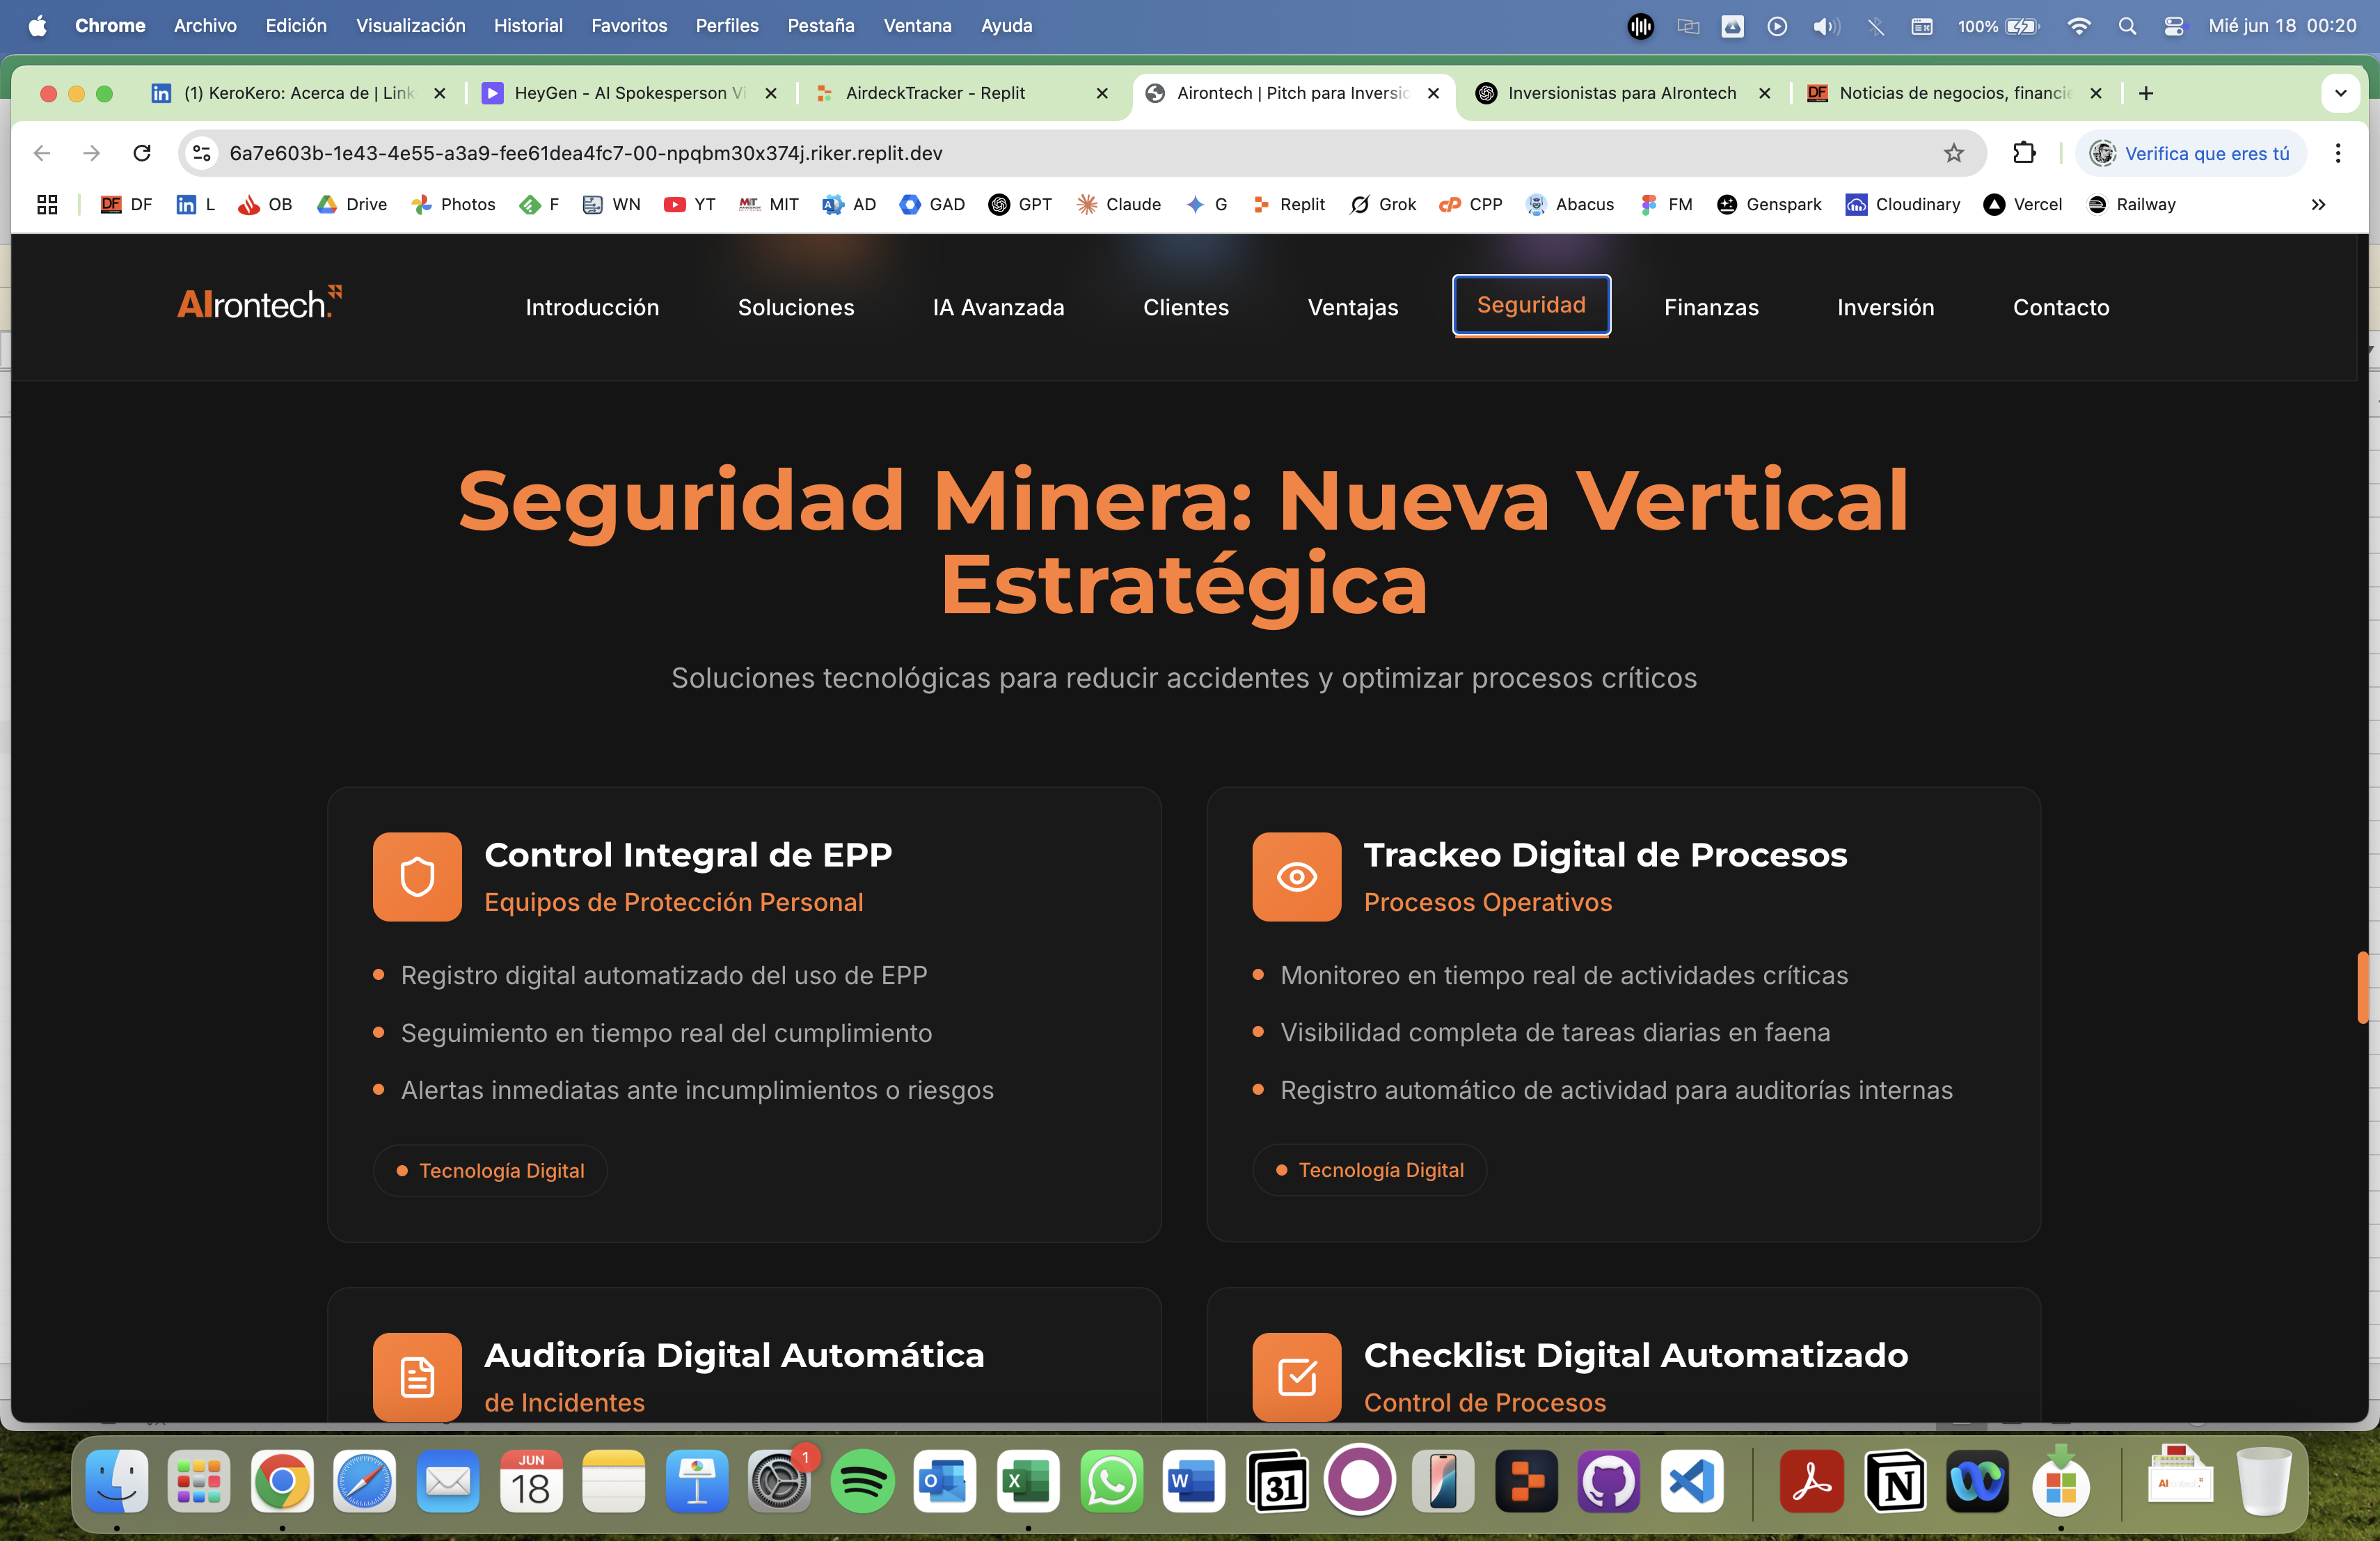 Chrome Archivo Edición Visualización Historial Favoritos Perfiles Pestaña Ventana Ayuda 100% Mié jun 18 00:20
(1) KeroKero: Acerca de | Link HeyGen - AI Spokesperson Vi AirdeckTracker - Replit Airontech | Pitch para Inversio Inversionistas para AIrontech Noticias de negocios, financie
6a7e603b-1e43-4e55-a3a9-fee61dea4fc7-00-npqbm30x374j.riker.replit.dev Verifica que eres tú
DF L OB Drive Photos F WN YT MIT AD GAD GPT Claude G Replit Grok CPP Abacus FM Genspark Cloudinary Vercel Railway
AIrontech. Introducción Soluciones IA Avanzada Clientes Ventajas Seguridad Finanzas Inversión Contacto
Seguridad Minera: Nueva Vertical
Estratégica
Soluciones tecnológicas para reducir accidentes y optimizar procesos críticos
Control Integral de EPP
Equipos de Protección Personal
Registro digital automatizado del uso de EPP
Seguimiento en tiempo real del cumplimiento
Alertas inmediatas ante incumplimientos o riesgos
Tecnología Digital
Trackeo Digital de Procesos
Procesos Operativos
Monitoreo en tiempo real de actividades críticas
Visibilidad completa de tareas diarias en faena
Registro automático de actividad para auditorías internas
Tecnología Digital
Auditoría Digital Automática
de Incidentes
Checklist Digital Automatizado
Control de Procesos
JUN
18
1
31